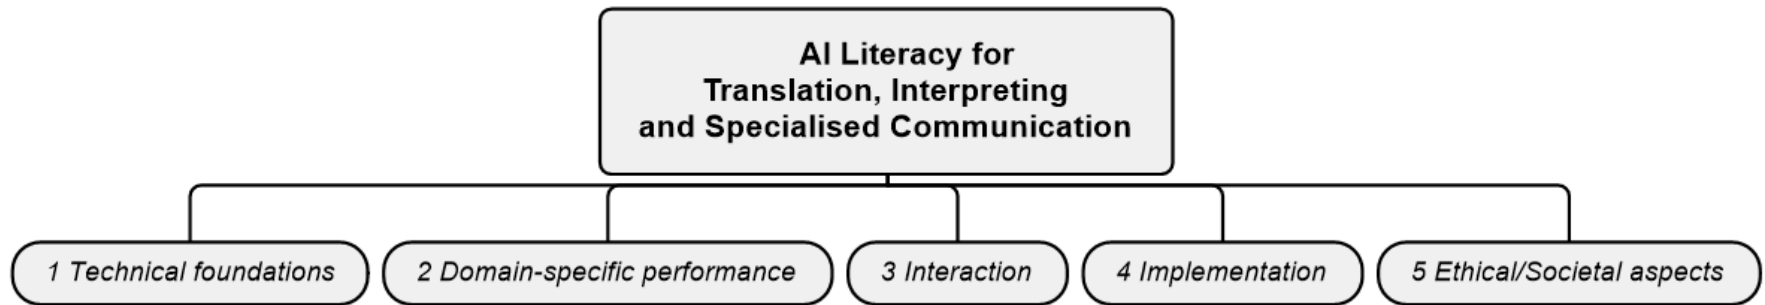 AI Literacy for
Translation, Interpreting
and Specialised Communication
1 Technical foundations
2 Domain-specific performance
3 Interaction
4 Implementation
5 Ethical/Societal aspects